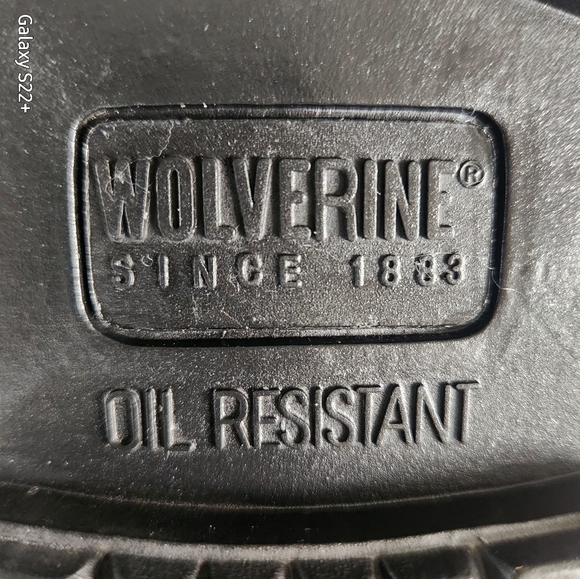 Galaxy S22+
WOLVERINE®
SINCE 1883
OIL RESISTANT